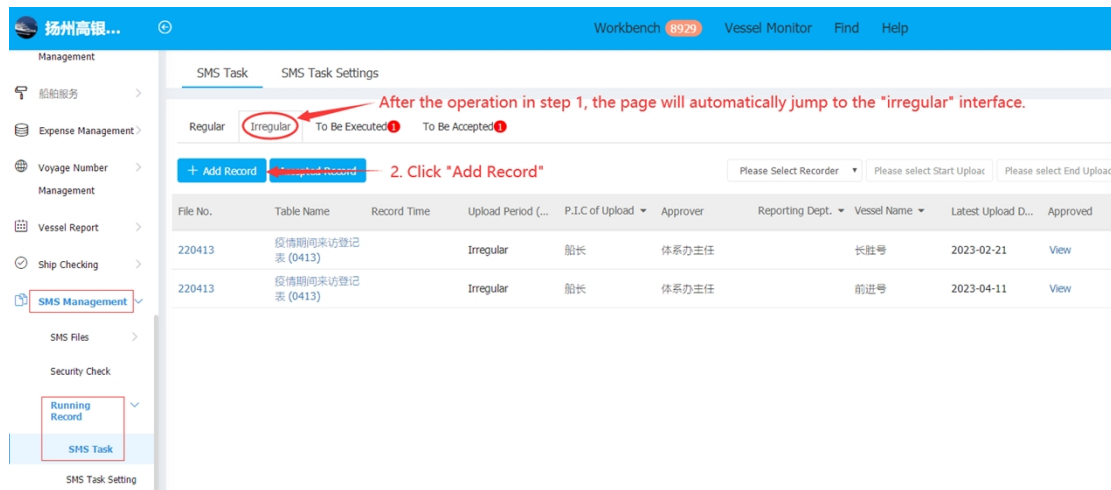 扬州高银...
Workbench 8929 Vessel Monitor Find Help
Management
船舶服务
Expense Management
Voyage Number
Management
Vessel Report
Ship Checking
SMS Management
SMS Files
Security Check
Running
Record
SMS Task
SMS Task Setting
SMS Task SMS Task Settings
After the operation in step 1, the page will automatically jump to the "irregular" interface.
Regular Irregular To Be Executed 1 To Be Accepted 1
+ Add Record Accepted Record 2. Click "Add Record" Please Select Recorder Please select Start Upload Please select End Upload
File No. Table Name Record Time Upload Period (... P.I.C of Upload Approver Reporting Dept. Vessel Name Latest Upload D... Approved
220413 疫情期间来访登记 Irregular 船长 体系办主任 长胜号 2023-02-21 View
表 (0413)
220413 疫情期间来访登记 Irregular 船长 体系办主任 前进号 2023-04-11 View
表 (0413)